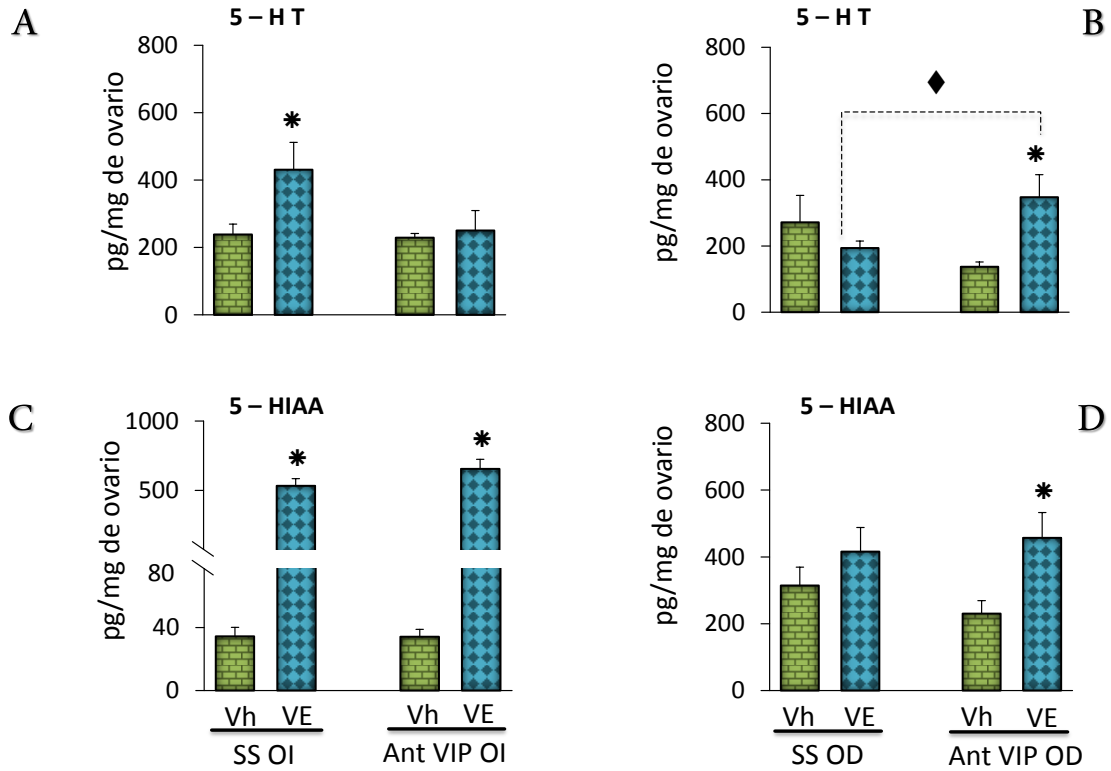 A
5 – H T
pg/mg de ovario
800
600
400
200
0
*
B
5 – H T
pg/mg de ovario
800
600
400
200
0
♦
*
C
5 – HIAA
pg/mg de ovario
1000
500
80
40
0
*
*
Vh VE Vh VE
SS OI Ant VIP OI
D
5 – HIAA
pg/mg de ovario
800
600
400
200
0
*
Vh VE Vh VE
SS OD Ant VIP OD